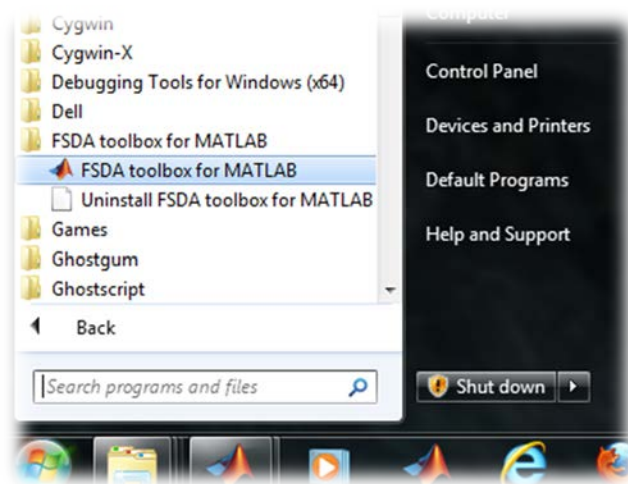 Cygwin
Cygwin-X
Debugging Tools for Windows (x64)
Dell
FSDA toolbox for MATLAB
FSDA toolbox for MATLAB
Uninstall FSDA toolbox for MATLAB
Games
Ghostgum
Ghostscript
Back
Search programs and files
Computer
Control Panel
Devices and Printers
Default Programs
Help and Support
Shut down